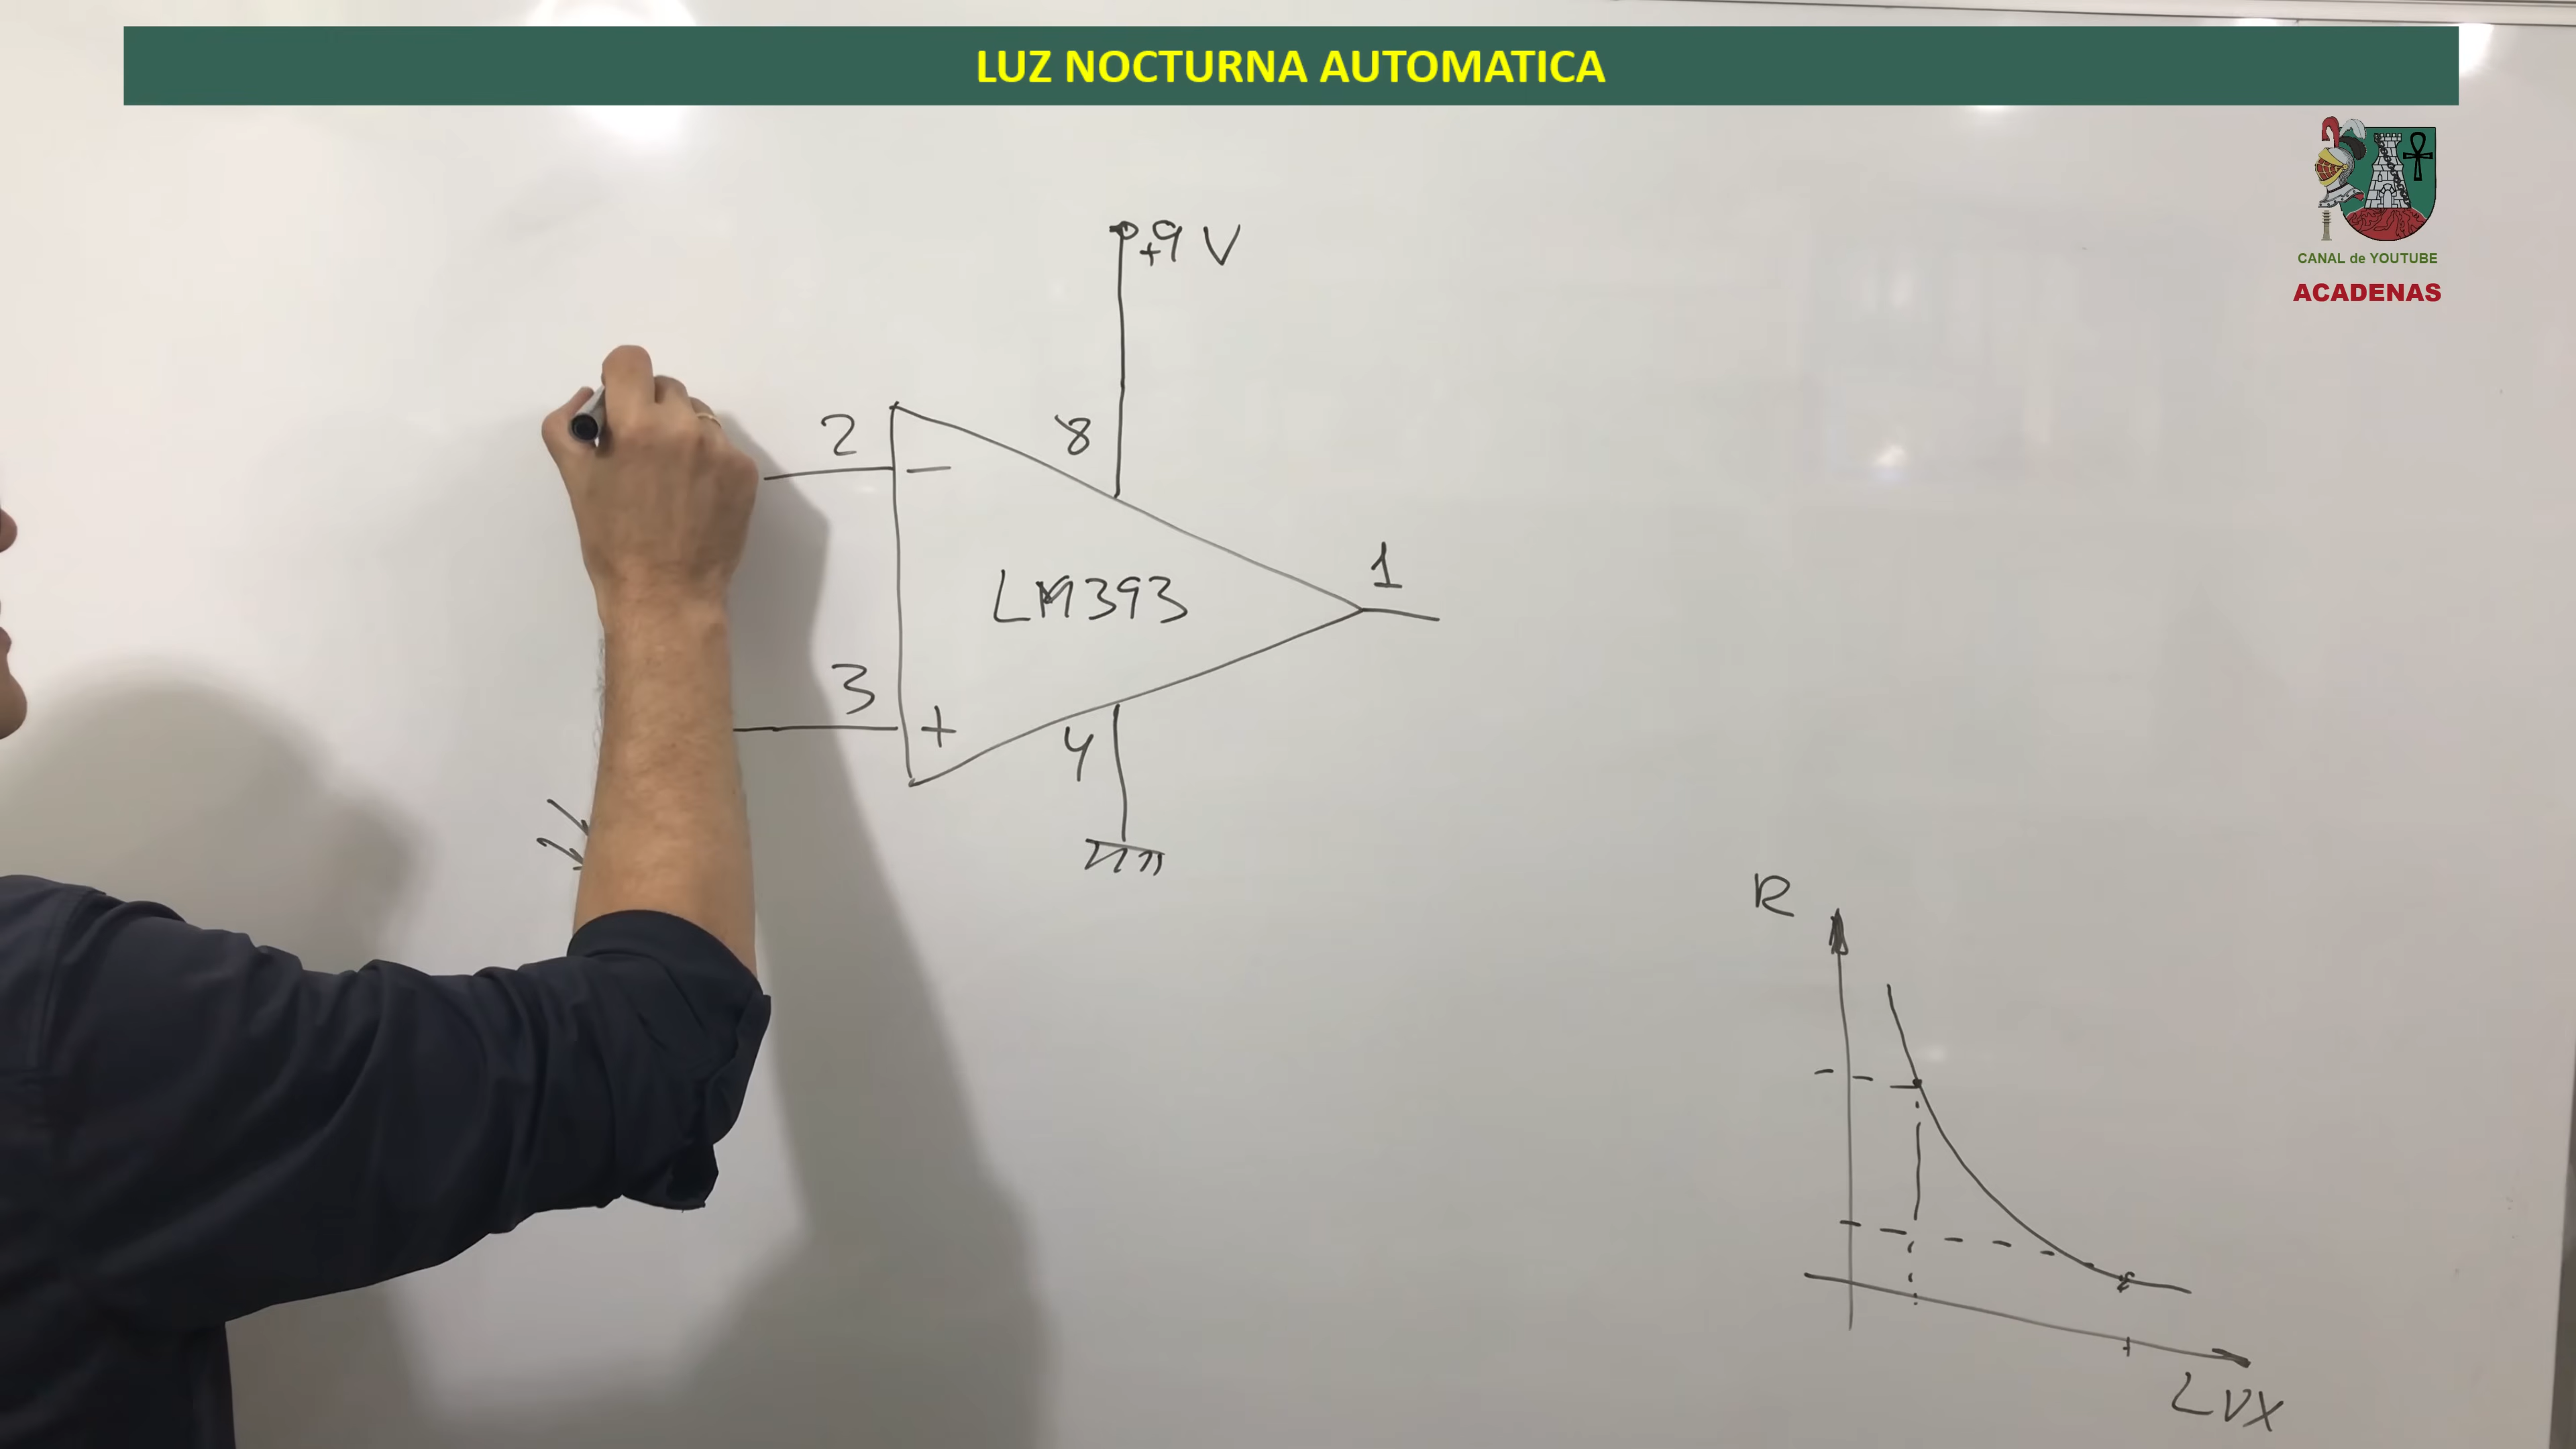 LUZ NOCTURNA AUTOMATICA
CANAL de YOUTUBE
ACADENAS
+9 V
2
8
−
1
LM393
3
+
4
R
LUX